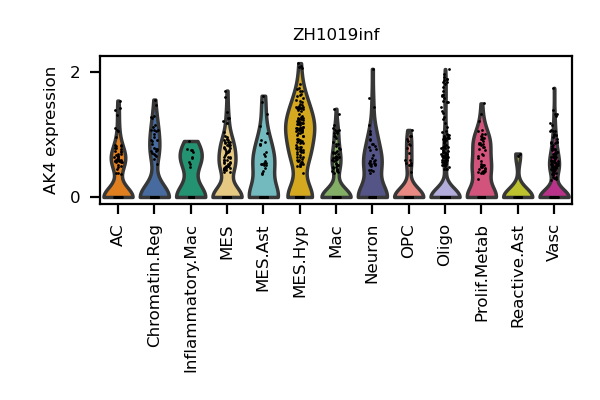 ZH1019inf
AK4 expression
2
0
AC
Chromatin.Reg
Inflammatory.Mac
MES
MES.Ast
MES.Hyp
Mac
Neuron
OPC
Oligo
Prolif.Metab
Reactive.Ast
Vasc